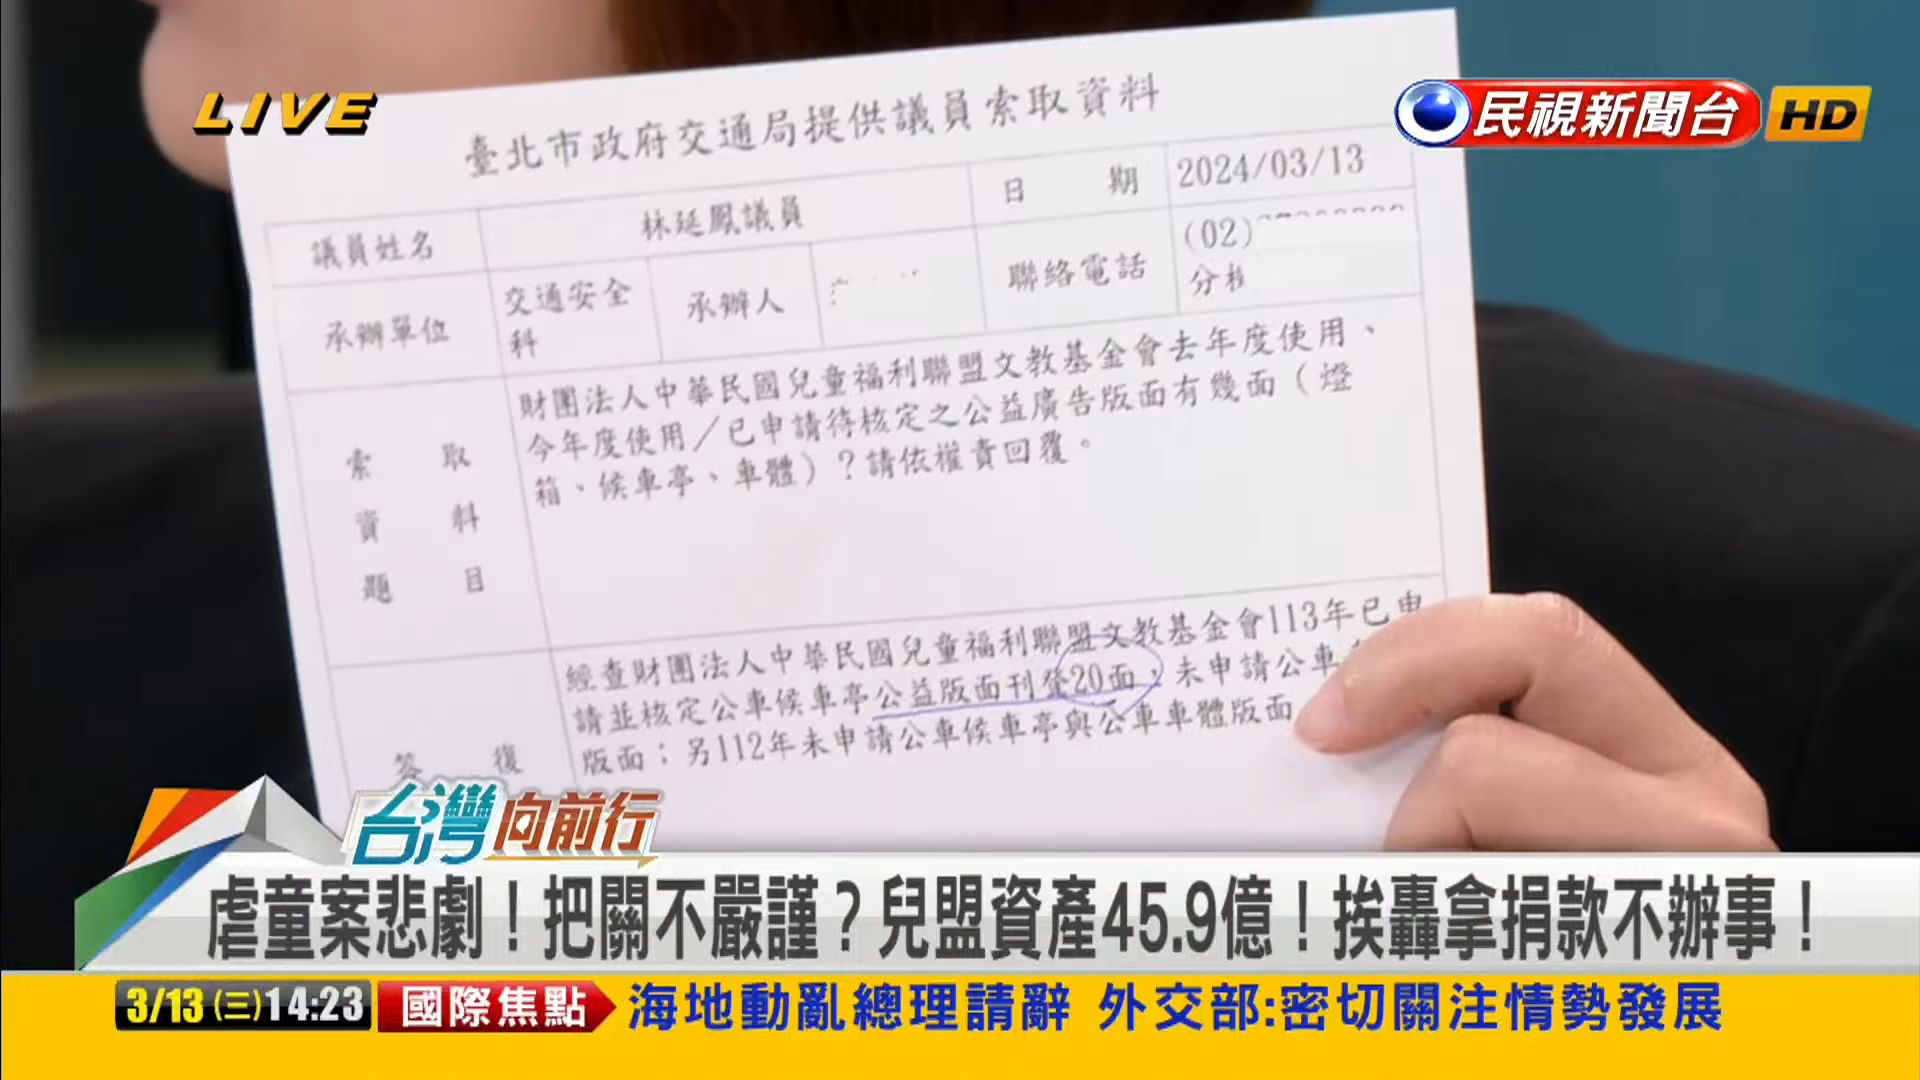 LIVE
民視新聞台 HD
臺北市政府交通局提供議員索取資料
議員姓名 林延鳳議員 日期 2024/03/13
承辦單位 交通安全科 承辦人 聯絡電話 (02)
分機
索取資料題目
財團法人中華民國兒童福利聯盟文教基金會去年度使用、
今年度使用/已申請待核定之公益廣告版面有幾面(燈
箱、候車亭、車體)?請依權責回覆。
答復
經查財團法人中華民國兒童福利聯盟文教基金會113年已申
請並核定公車候車亭公益版面刊登20面,未申請公車
版面;另112年未申請公車候車亭與公車車體版面
台灣向前行
虐童案悲劇!把關不嚴謹?兒盟資產45.9億!挨轟拿捐款不辦事!
3/13(三)14:23 國際焦點 海地動亂總理請辭 外交部:密切關注情勢發展